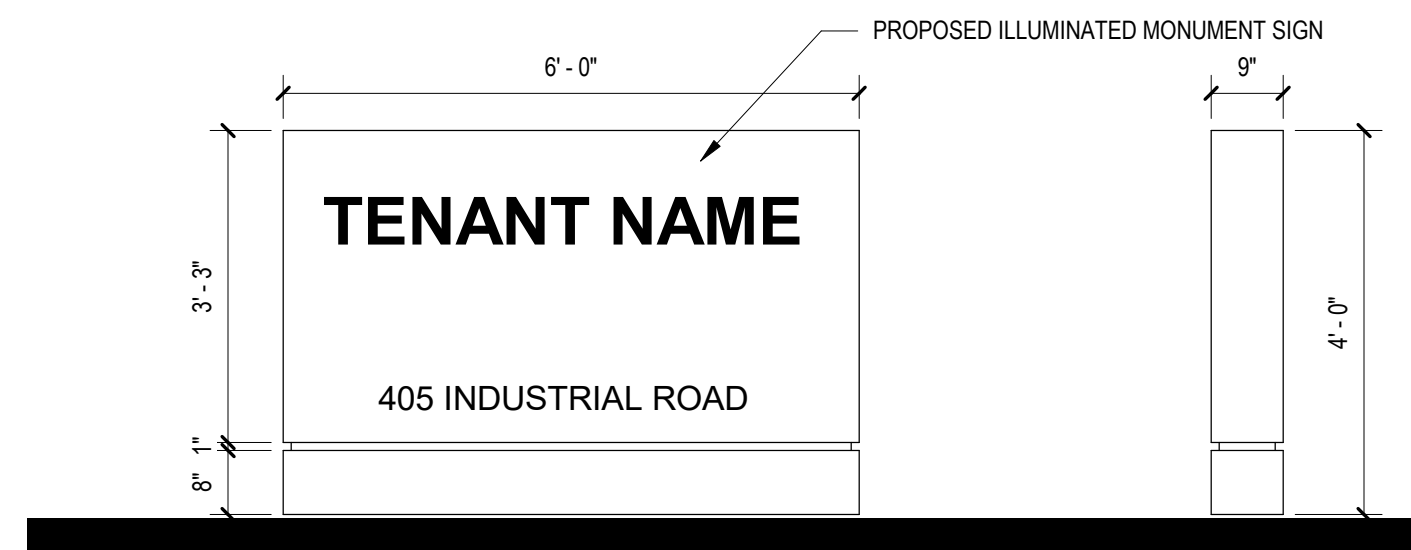 PROPOSED ILLUMINATED MONUMENT SIGN
6' - 0"
9"
TENANT NAME
3' - 3"
4' - 0"
405 INDUSTRIAL ROAD
1"
8"